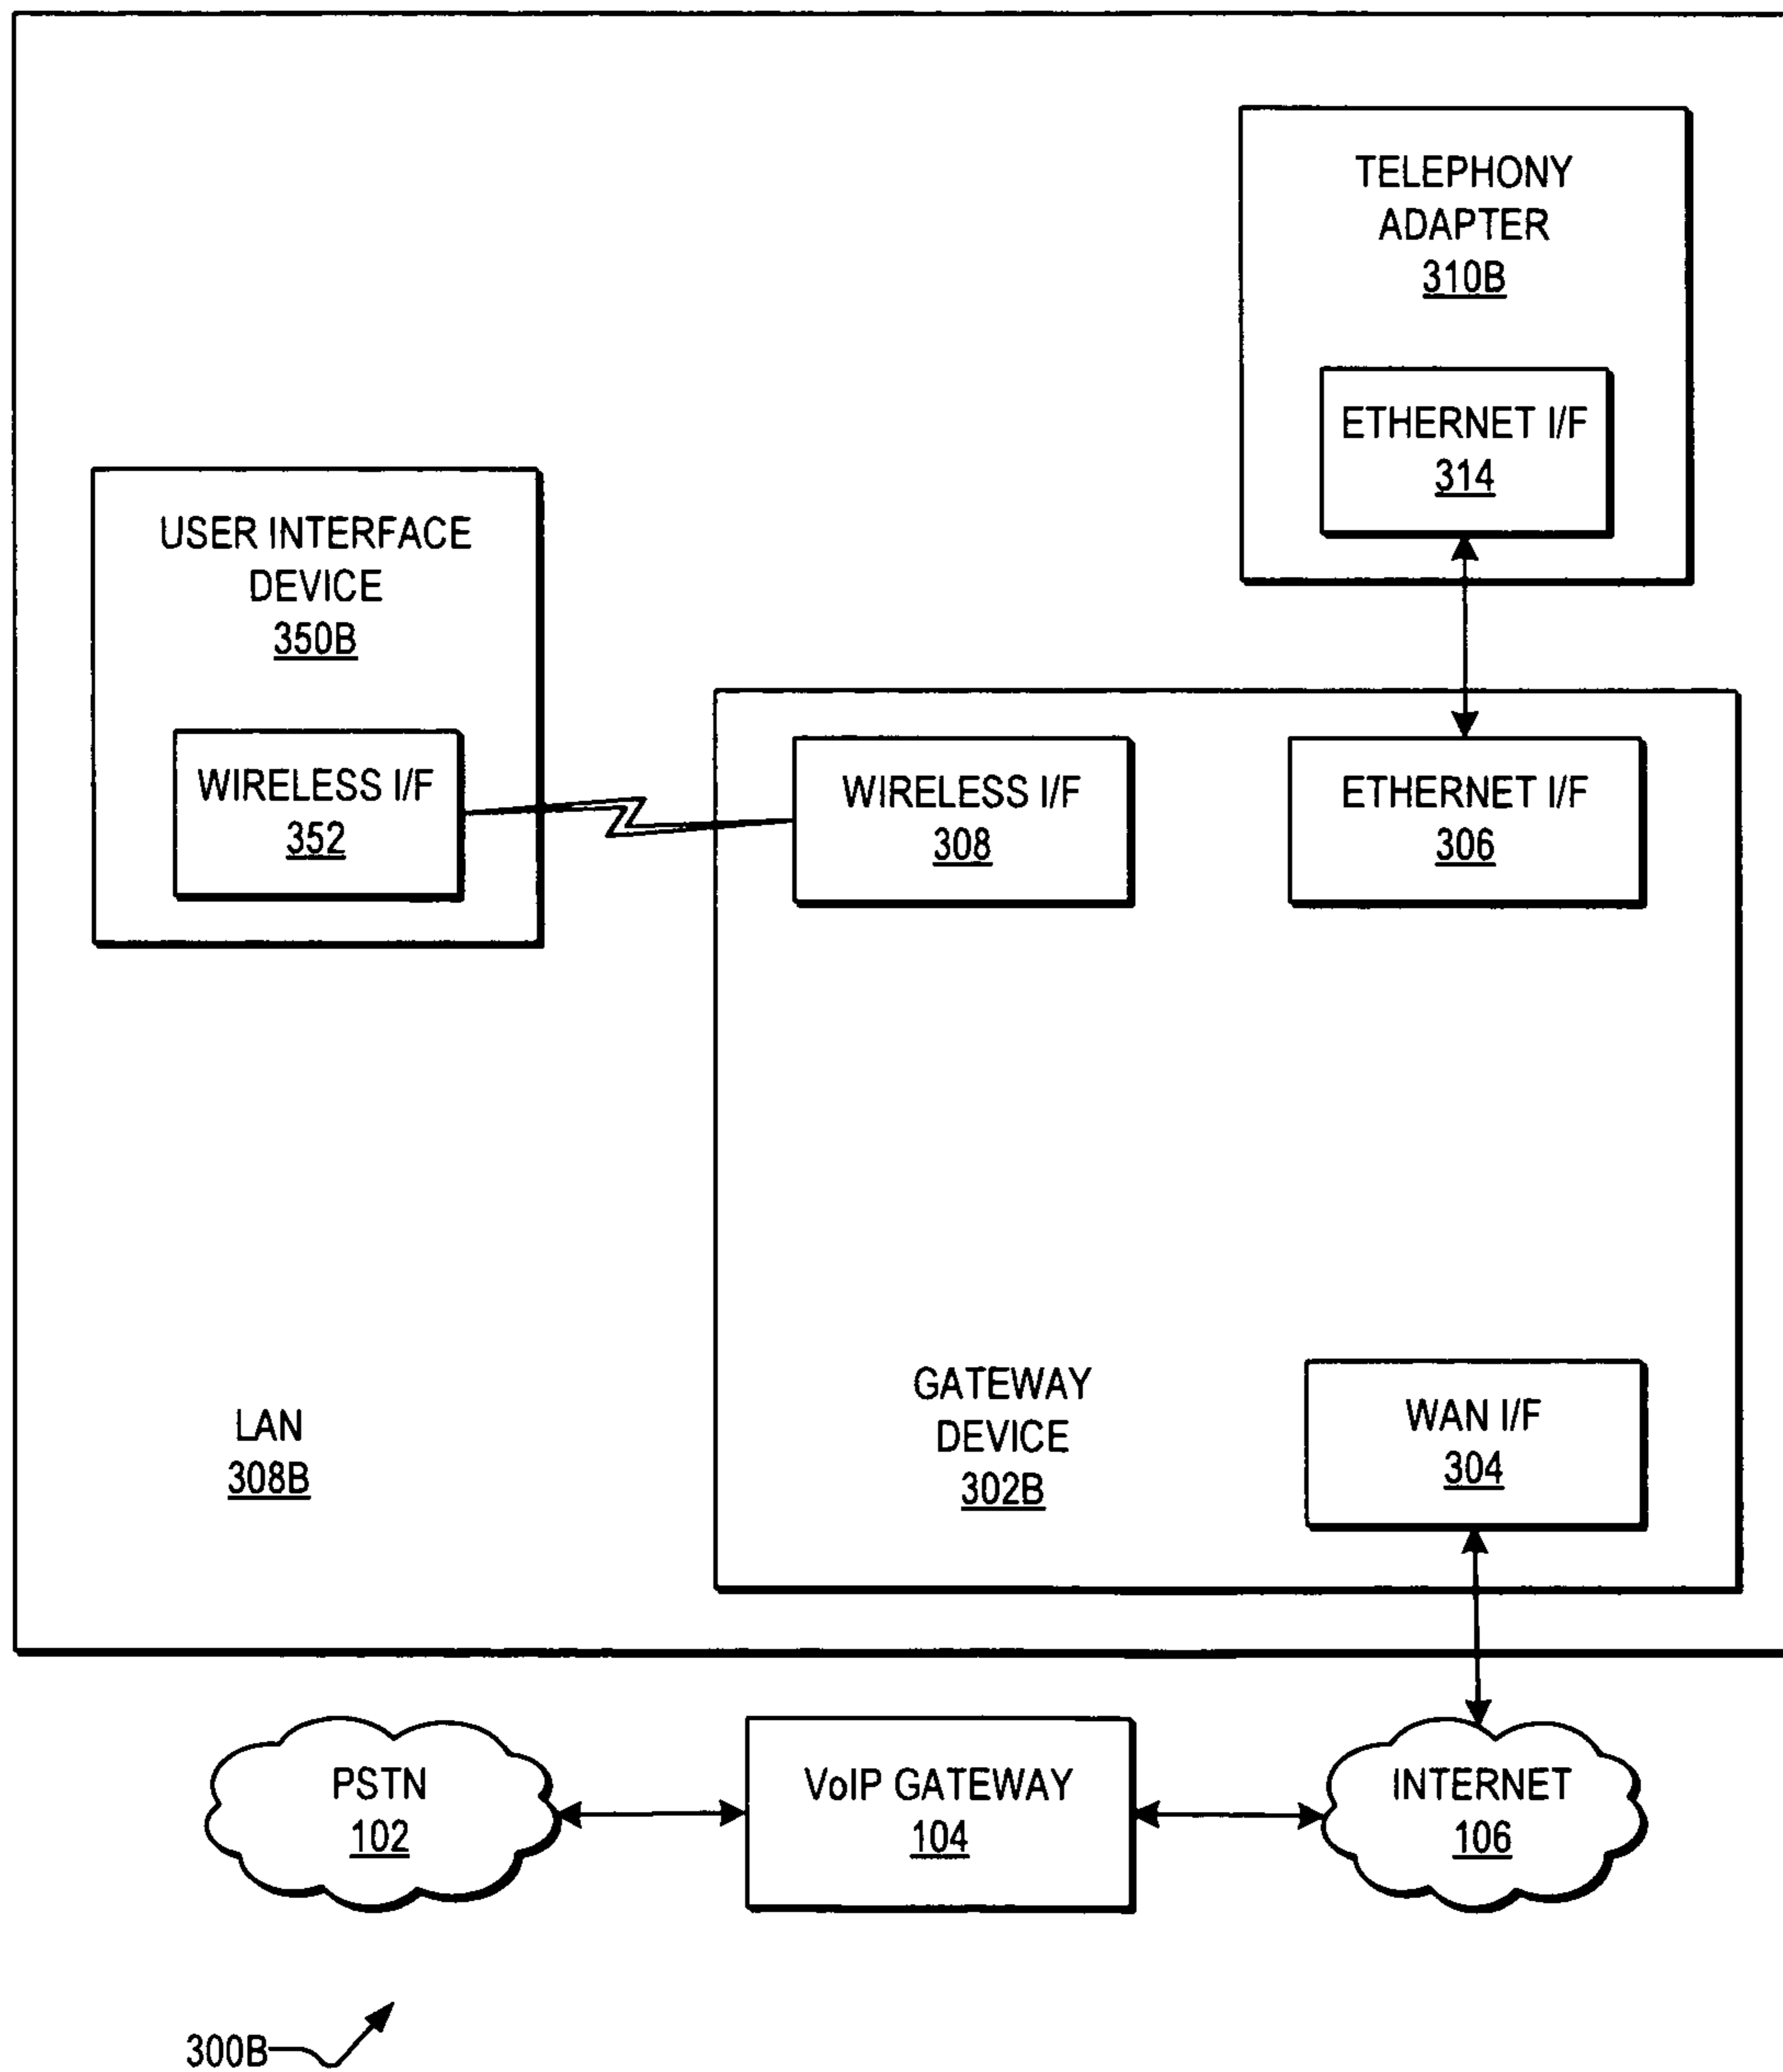 TELEPHONY
ADAPTER
310B
ETHERNET I/F
314
USER INTERFACE
DEVICE
350B
WIRELESS I/F
352
WIRELESS I/F
308
ETHERNET I/F
306
GATEWAY
DEVICE
302B
WAN I/F
304
LAN
308B
PSTN
102
VoIP GATEWAY
104
INTERNET
106
300B